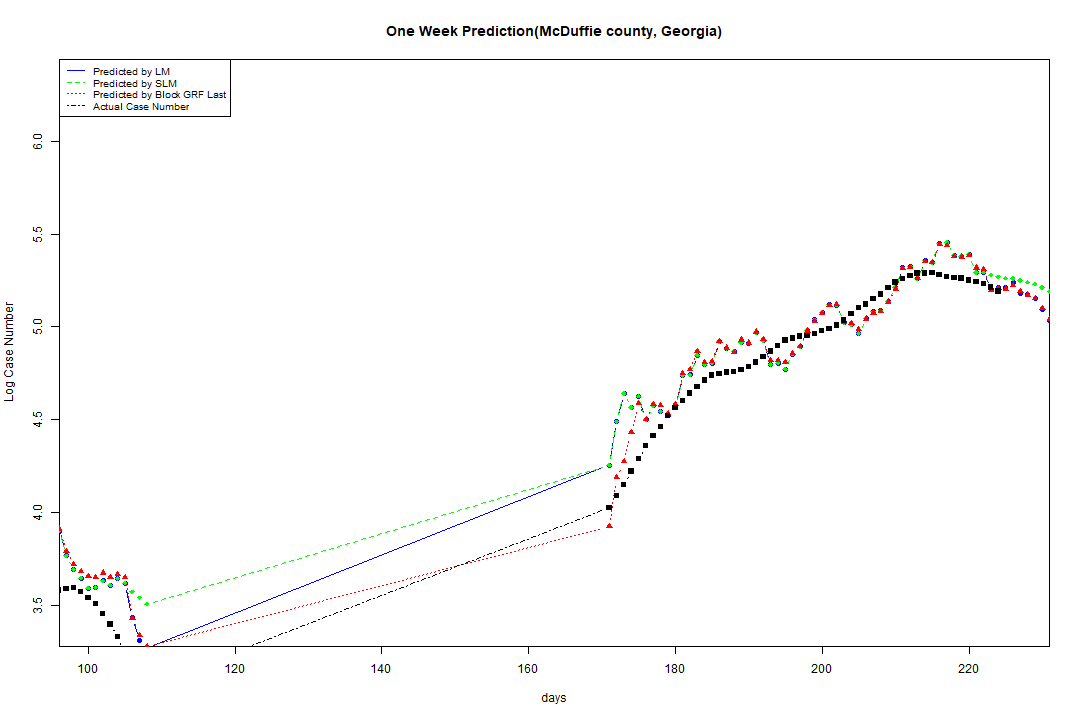 One Week Prediction(McDuffie county, Georgia)
Predicted by LM
Predicted by SLM
Predicted by Block GRF Last
Actual Case Number
6.0
5.5
5.0
4.5
4.0
3.5
Log Case Number
100 120 140 160 180 200 220
days